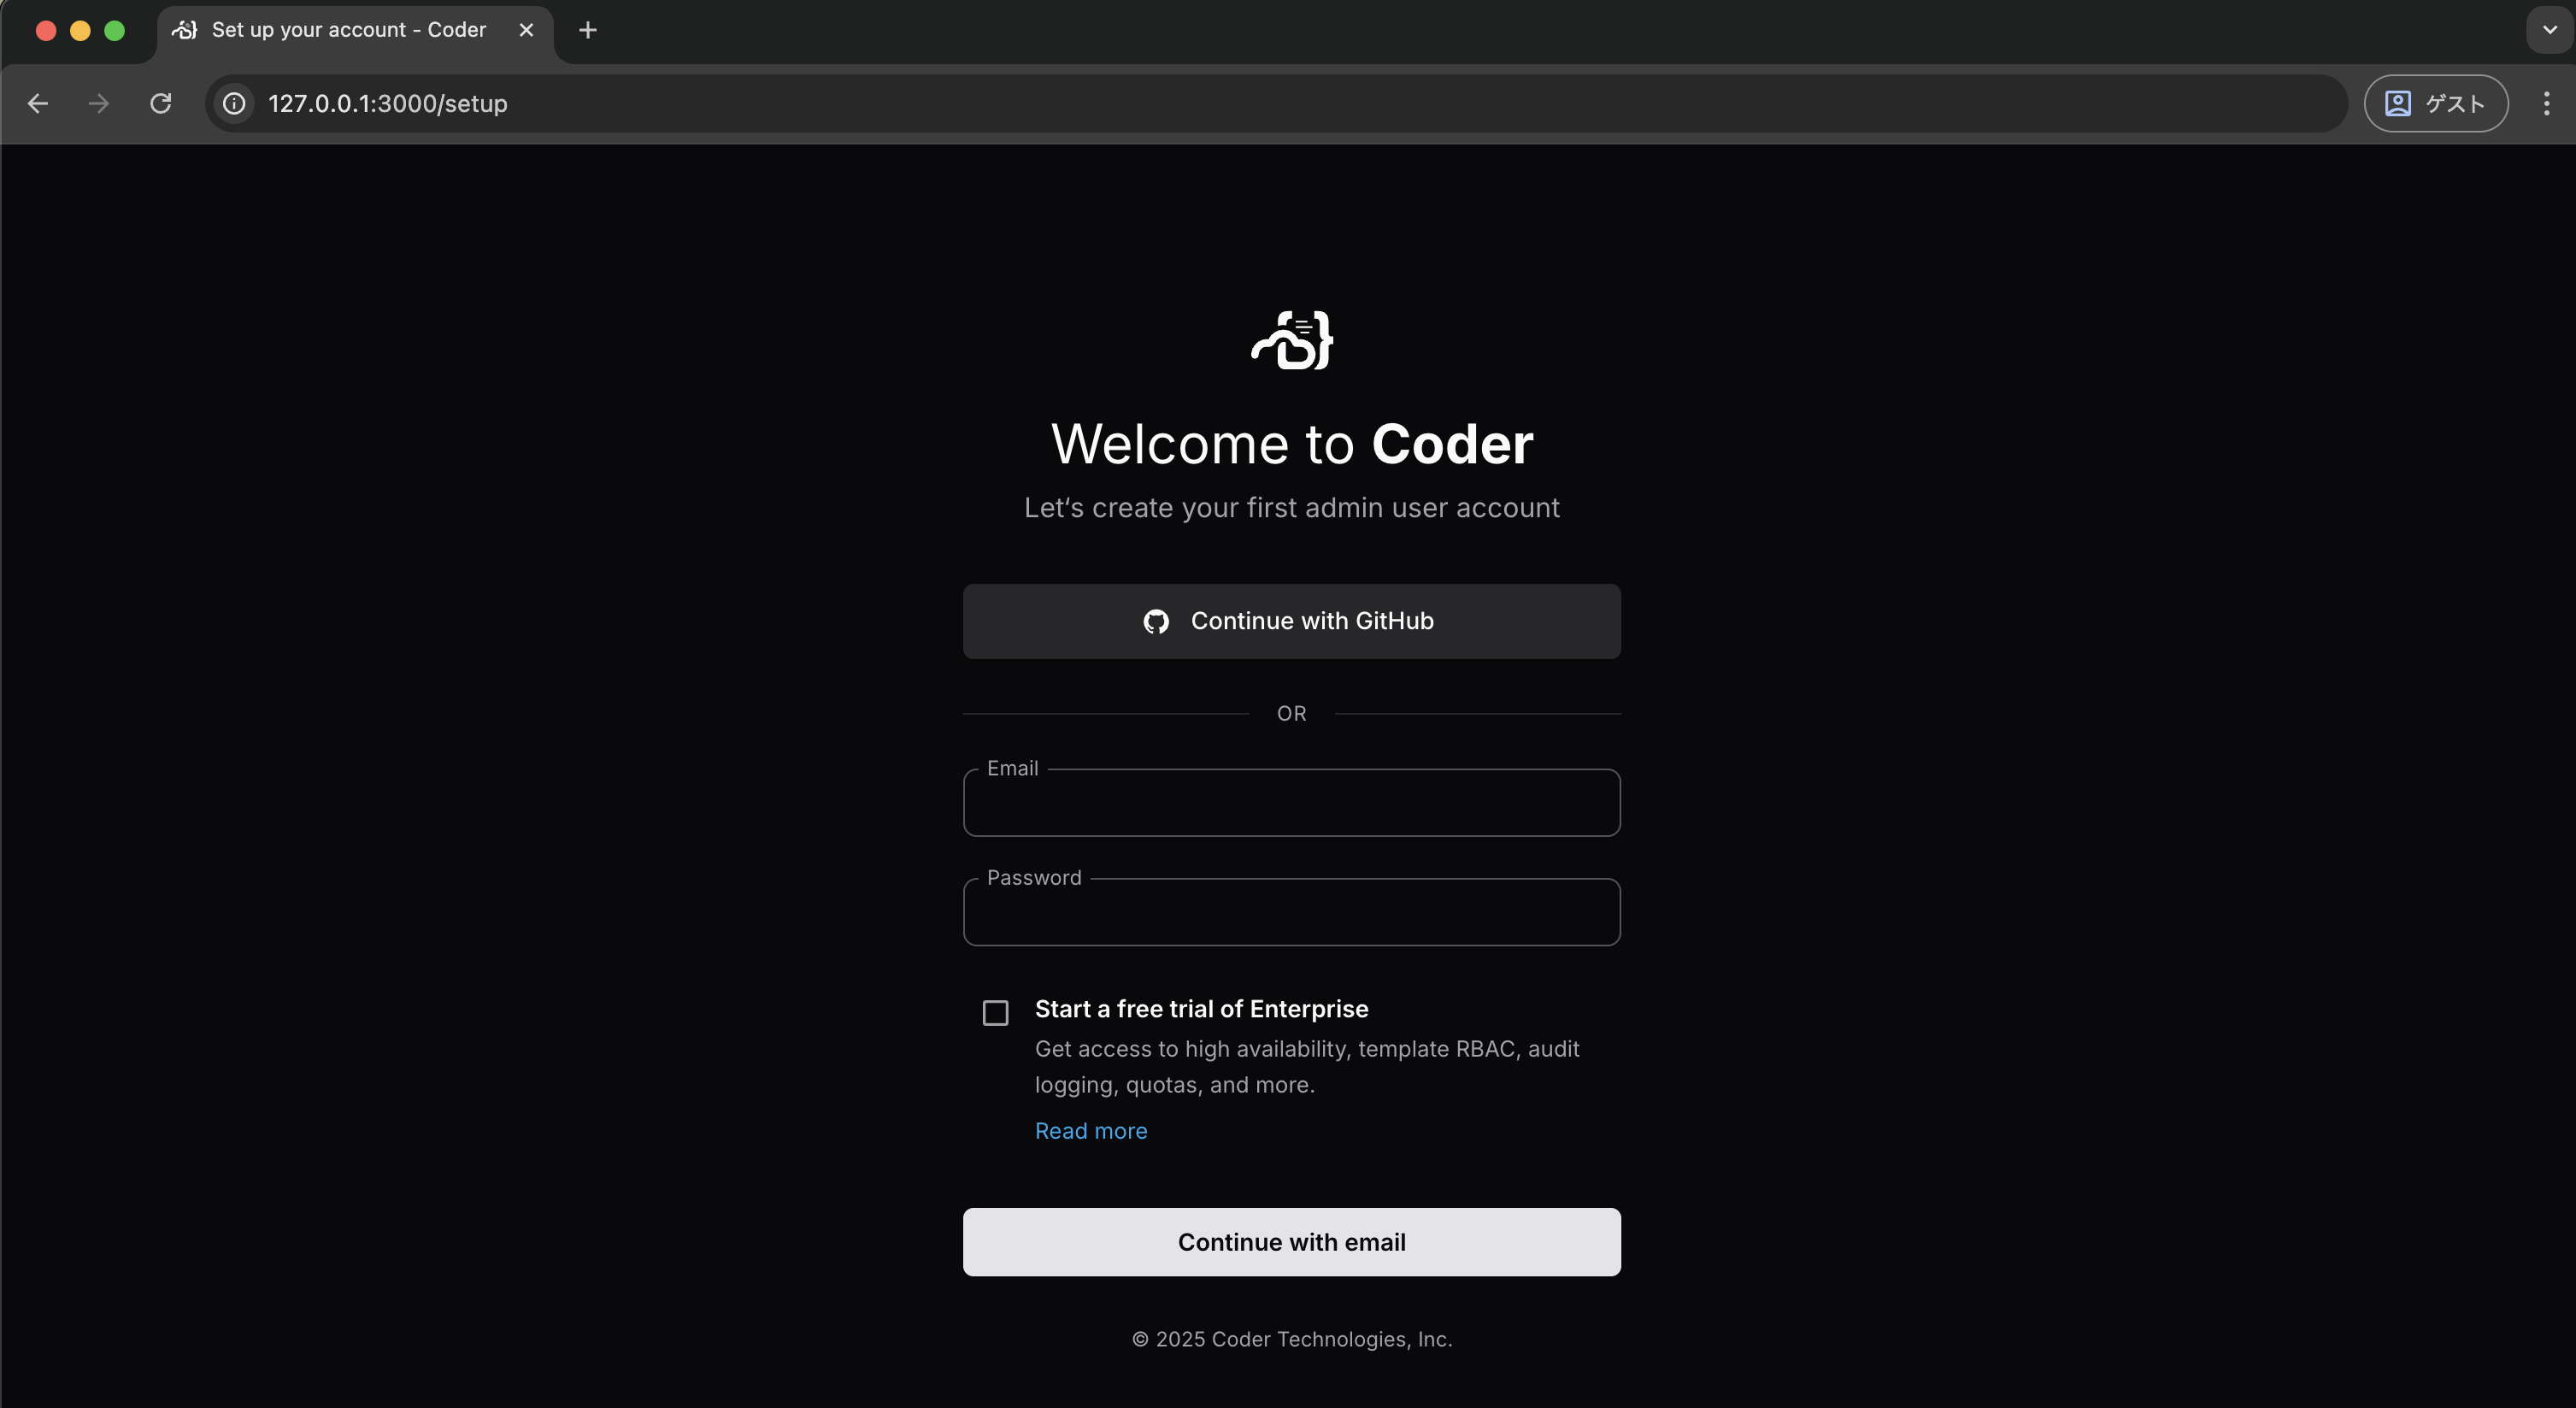 Set up your account - Coder
127.0.0.1:3000/setup
ゲスト
Welcome to Coder
Let‘s create your first admin user account
Continue with GitHub
OR
Email
Password
Start a free trial of Enterprise
Get access to high availability, template RBAC, audit
logging, quotas, and more.
Read more
Continue with email
© 2025 Coder Technologies, Inc.